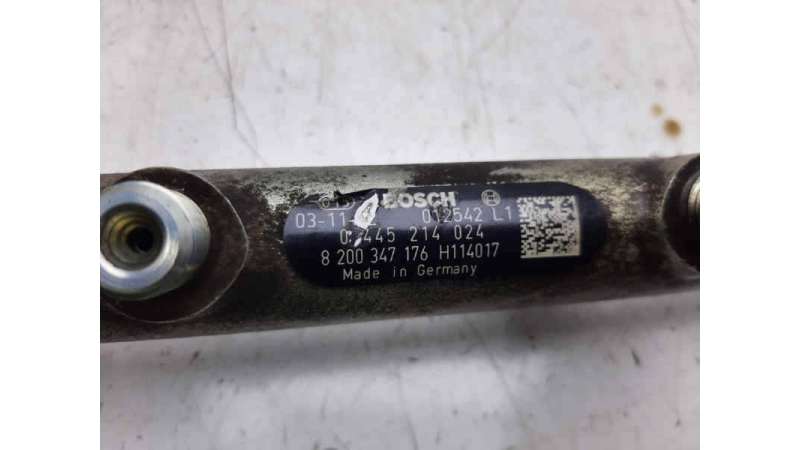 BOSCH
03-11 012542 L1
0 445 214 024
8 200 347 176 H114017
Made in Germany